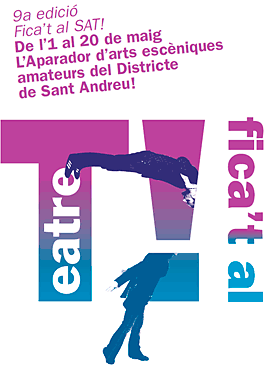 9a edició
Fica't al SAT!
De l'1 al 20 de maig
L'Aparador d'arts escèniques
amateurs del Districte
de Sant Andreu!
fica't al
Teatre!